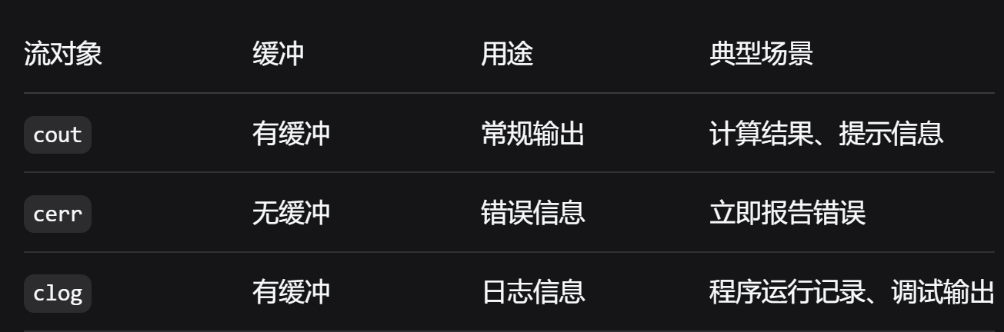 流对象 缓冲 用途 典型场景
cout 有缓冲 常规输出 计算结果、提示信息
cerr 无缓冲 错误信息 立即报告错误
clog 有缓冲 日志信息 程序运行记录、调试输出